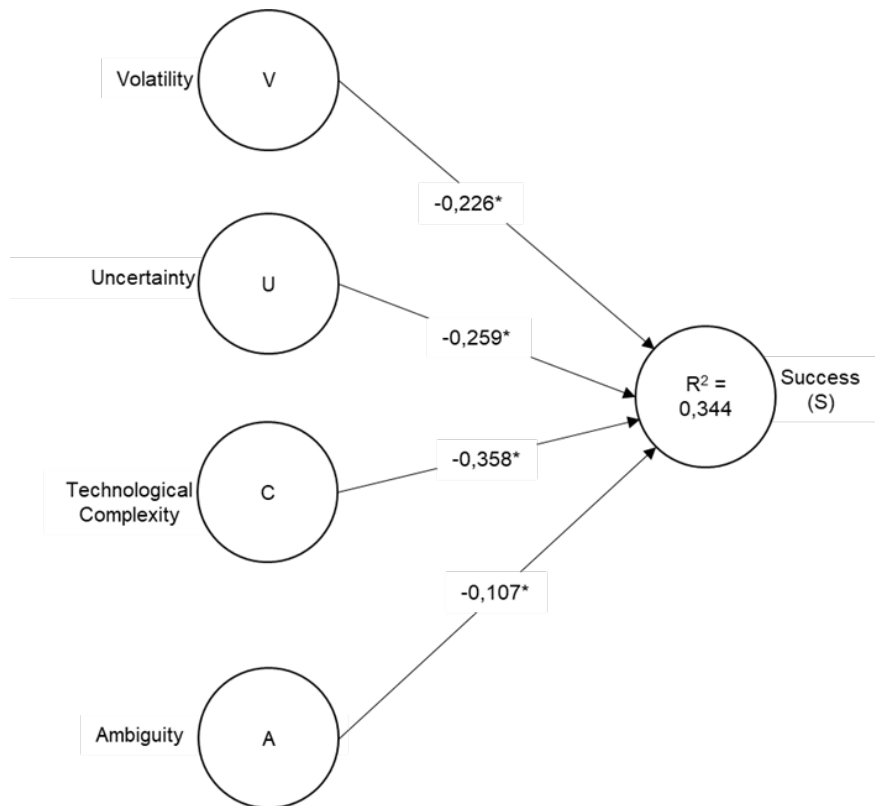 Volatility
V
-0,226*
Uncertainty
U
-0,259*
R² =
0,344
Success
(S)
Technological
Complexity
C
-0,358*
-0,107*
Ambiguity
A